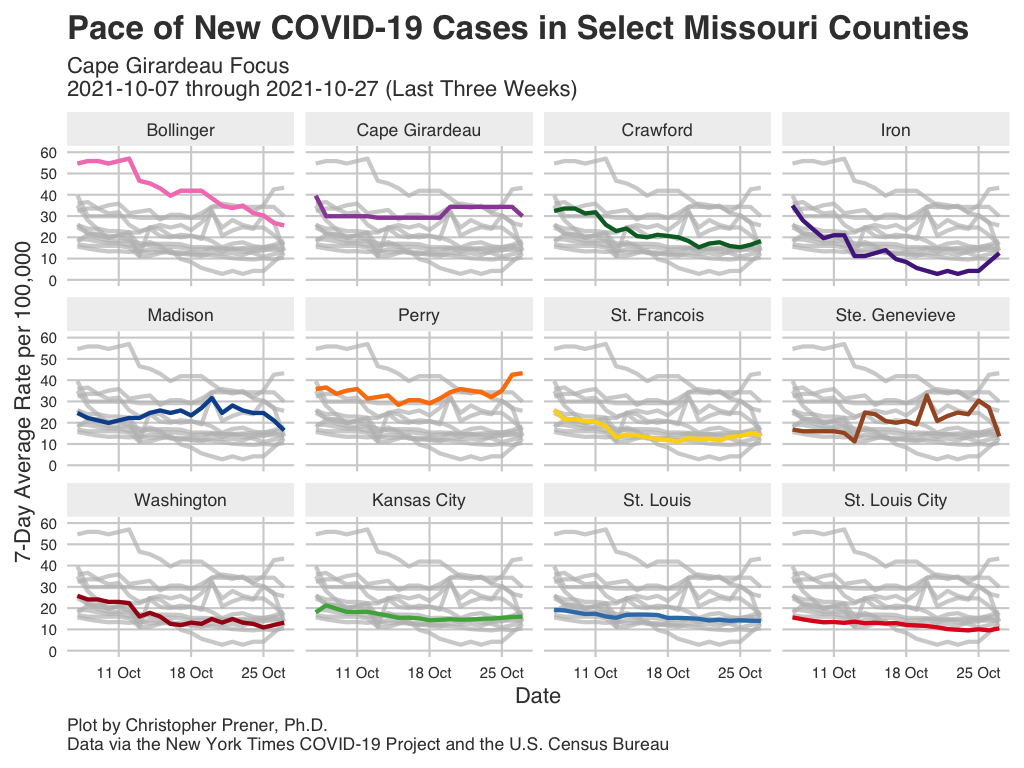 Pace of New COVID-19 Cases in Select Missouri Counties
Cape Girardeau Focus
2021-10-07 through 2021-10-27 (Last Three Weeks)
Bollinger
Cape Girardeau
Crawford
Iron
60
50
40
30
20
10
0
Madison
Perry
St. Francois
Ste. Genevieve
60
50
40
30
20
10
0
Washington
Kansas City
St. Louis
St. Louis City
60
50
40
30
20
10
0
7-Day Average Rate per 100,000
11 Oct 18 Oct 25 Oct 11 Oct 18 Oct 25 Oct 11 Oct 18 Oct 25 Oct 11 Oct 18 Oct 25 Oct
Date
Plot by Christopher Prener, Ph.D.
Data via the New York Times COVID-19 Project and the U.S. Census Bureau